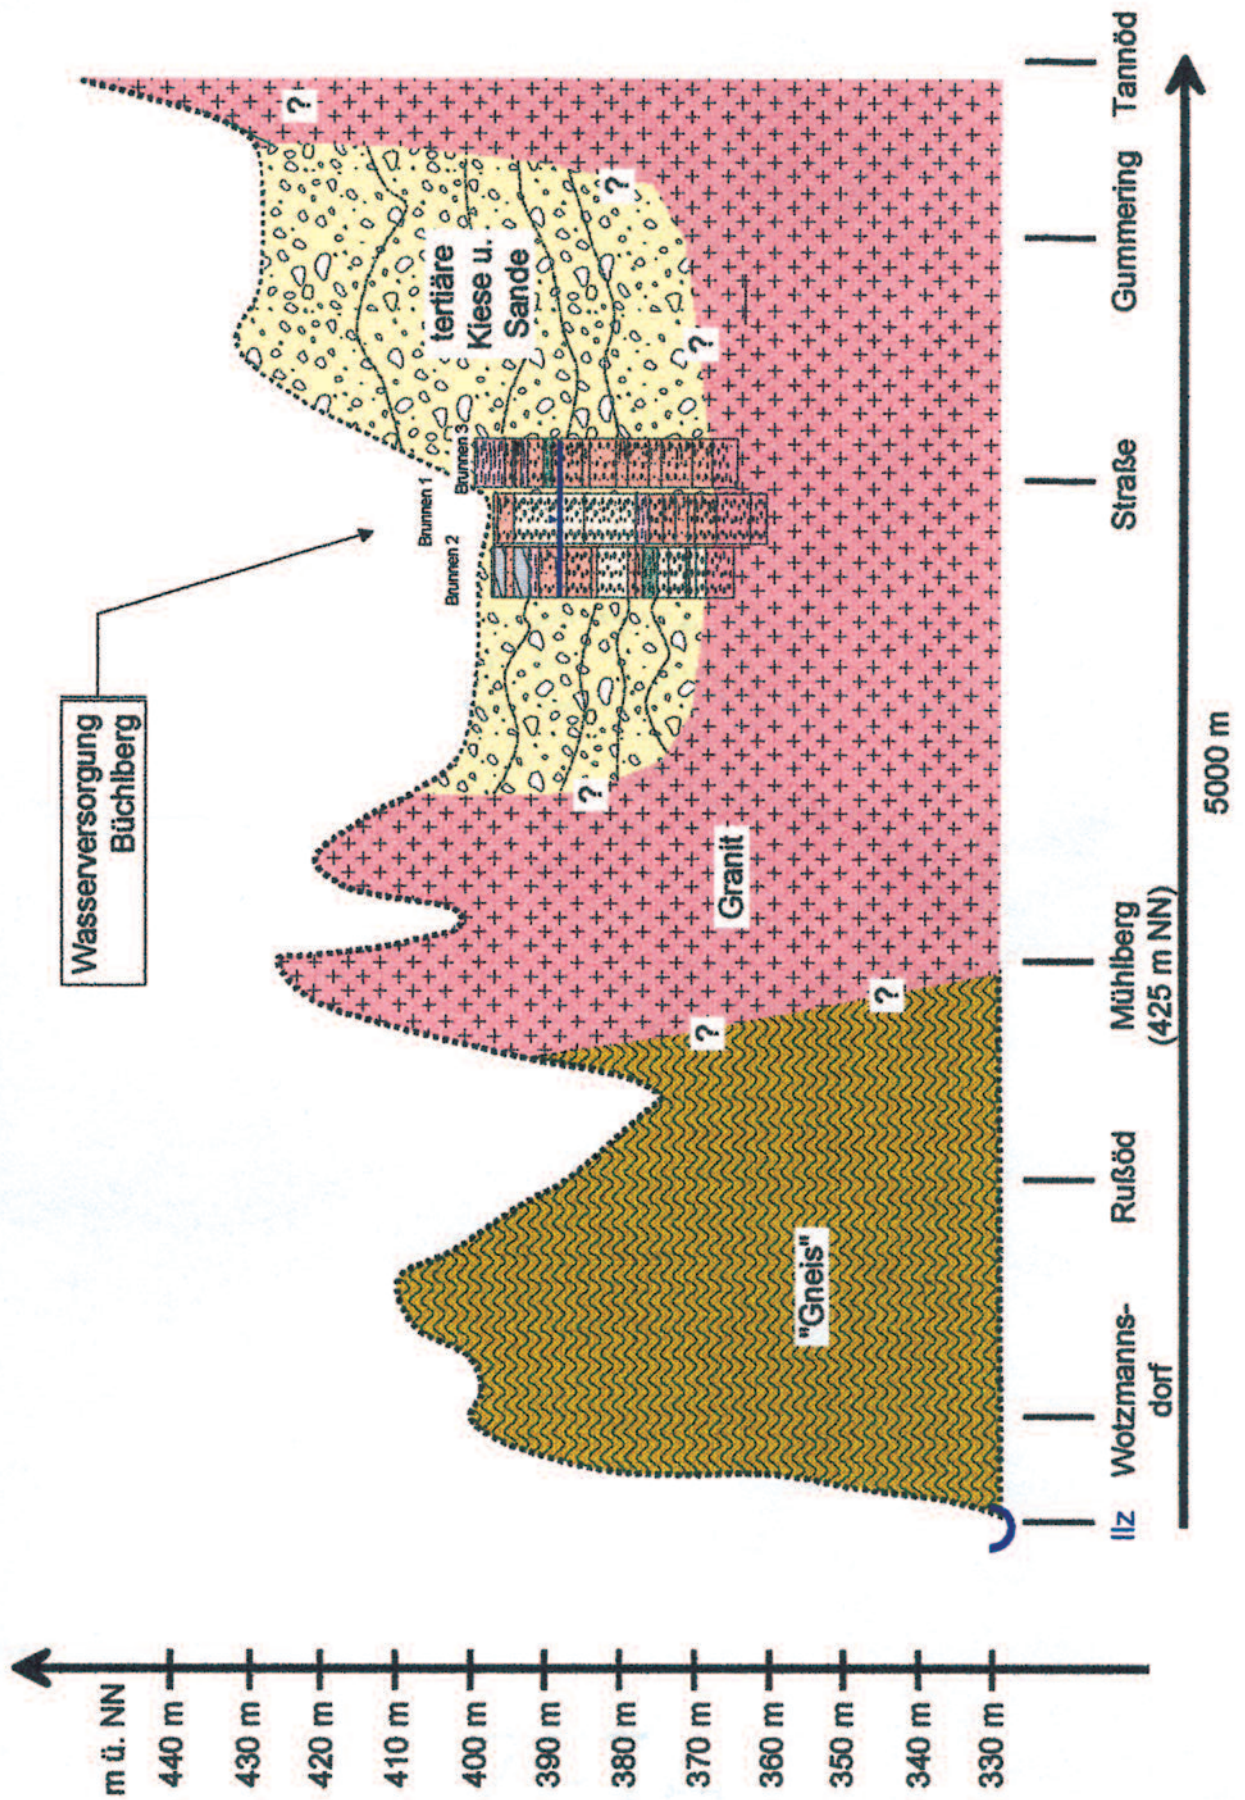 Wasserversorgung
Büchlberg
m ü. NN
440 m
430 m
420 m
410 m
400 m
390 m
380 m
370 m
360 m
350 m
340 m
330 m
Brunnen 2
Brunnen 1
Brunnen 3
tertiäre
Kiese u.
Sande
?
?
?
?
?
?
Granit
"Gneis"
Ilz
Wotzmanns-
dorf
Rußöd
Mühlberg
(425 m NN)
Straße
Gummering
Tannöd
5000 m